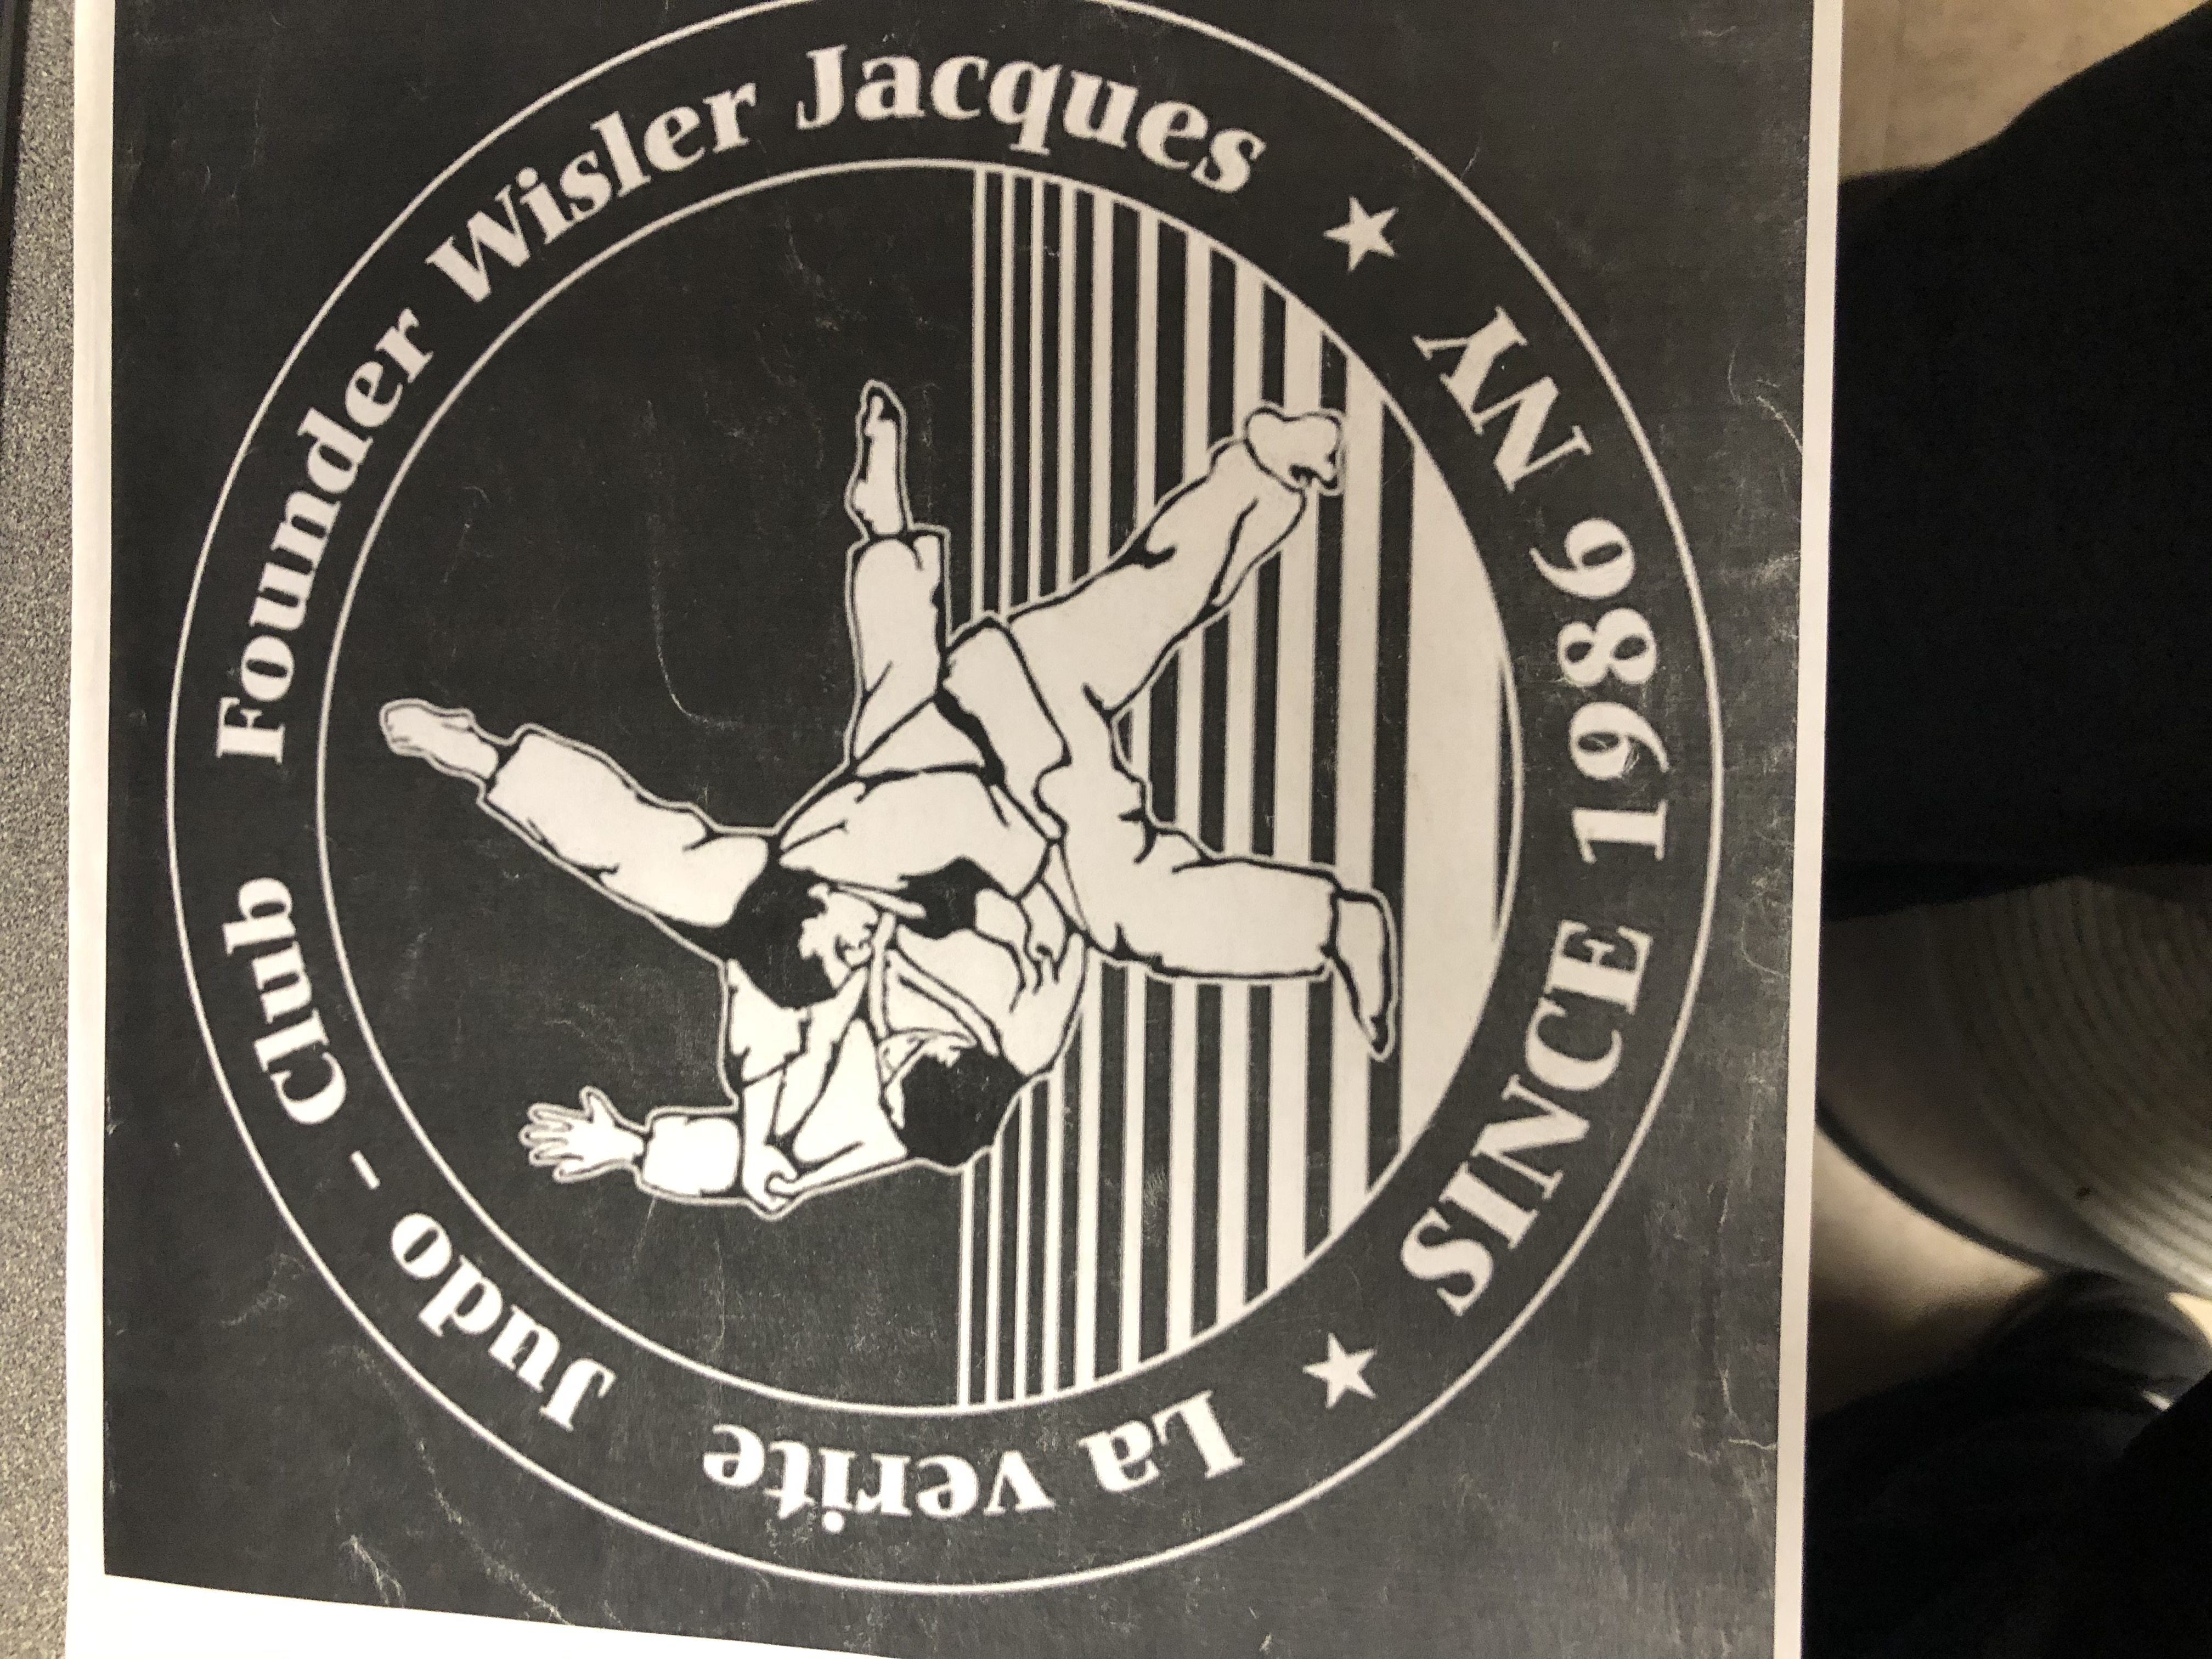 La verite Judo - Club Founder Wisler Jacques
SINCE 1986 NY